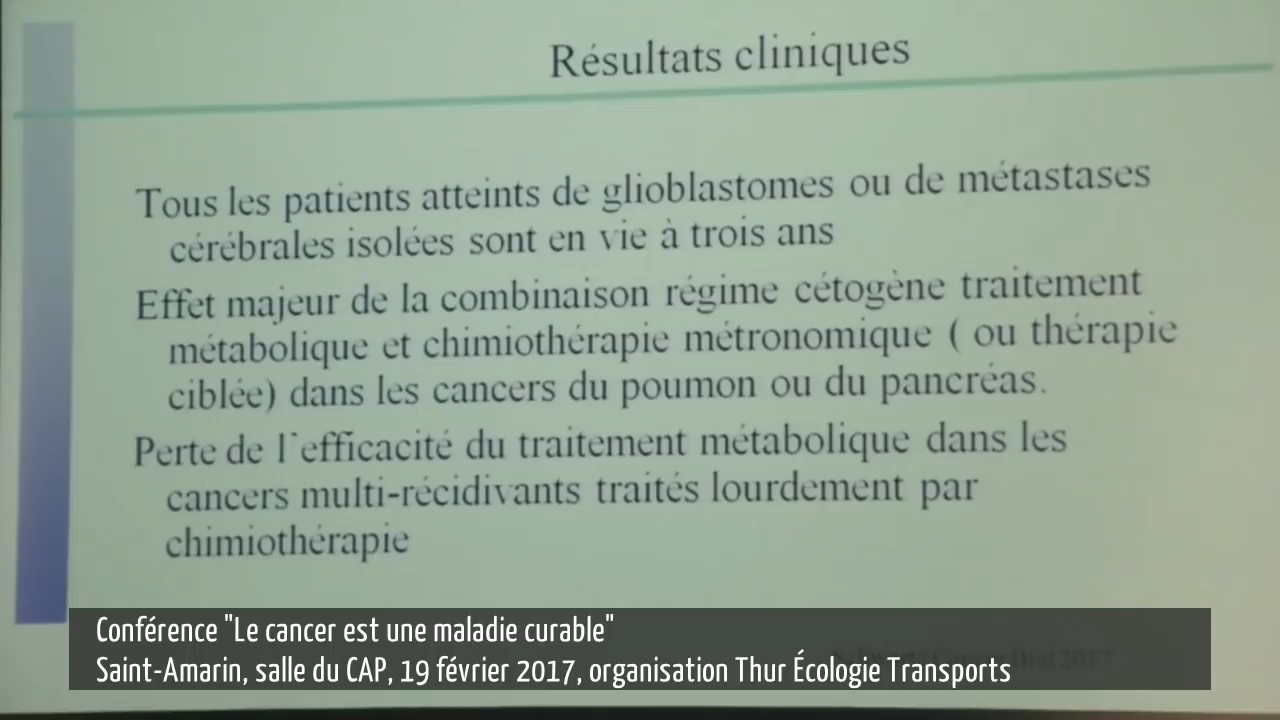 Résultats cliniques
Tous les patients atteints de glioblastomes ou de métastases
cérébrales isolées sont en vie à trois ans
Effet majeur de la combinaison régime cétogène traitement
métabolique et chimiothérapie métronomique ( ou thérapie
ciblée) dans les cancers du poumon ou du pancréas.
Perte de l'efficacité du traitement métabolique dans les
cancers multi-récidivants traités lourdement par
chimiothérapie
Conférence "Le cancer est une maladie curable"
Saint-Amarin, salle du CAP, 19 février 2017, organisation Thur Écologie Transports
2017